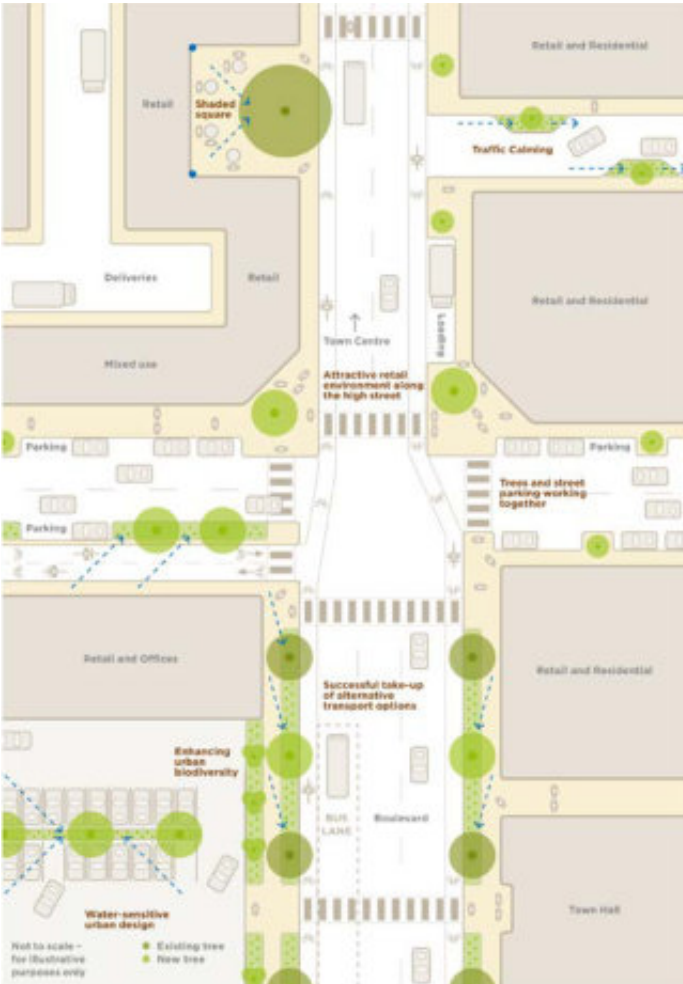 Retail and Residential
Retail
Shaded
square
Traffic Calming
Deliveries
Retail
Retail and Residential
Loading
Town Centre
Mixed use
Attractive retail
environment along
the high street
Parking
Parking
Trees and street
parking working
together
Parking
Retail and Offices
Retail and Residential
Successful take-up
of alternative
transport options
Enhancing
urban
biodiversity
BUS
LANE
Boulevard
Water-sensitive
urban design
Town Hall
Not to scale –
for illustrative
purposes only
Existing tree
New tree